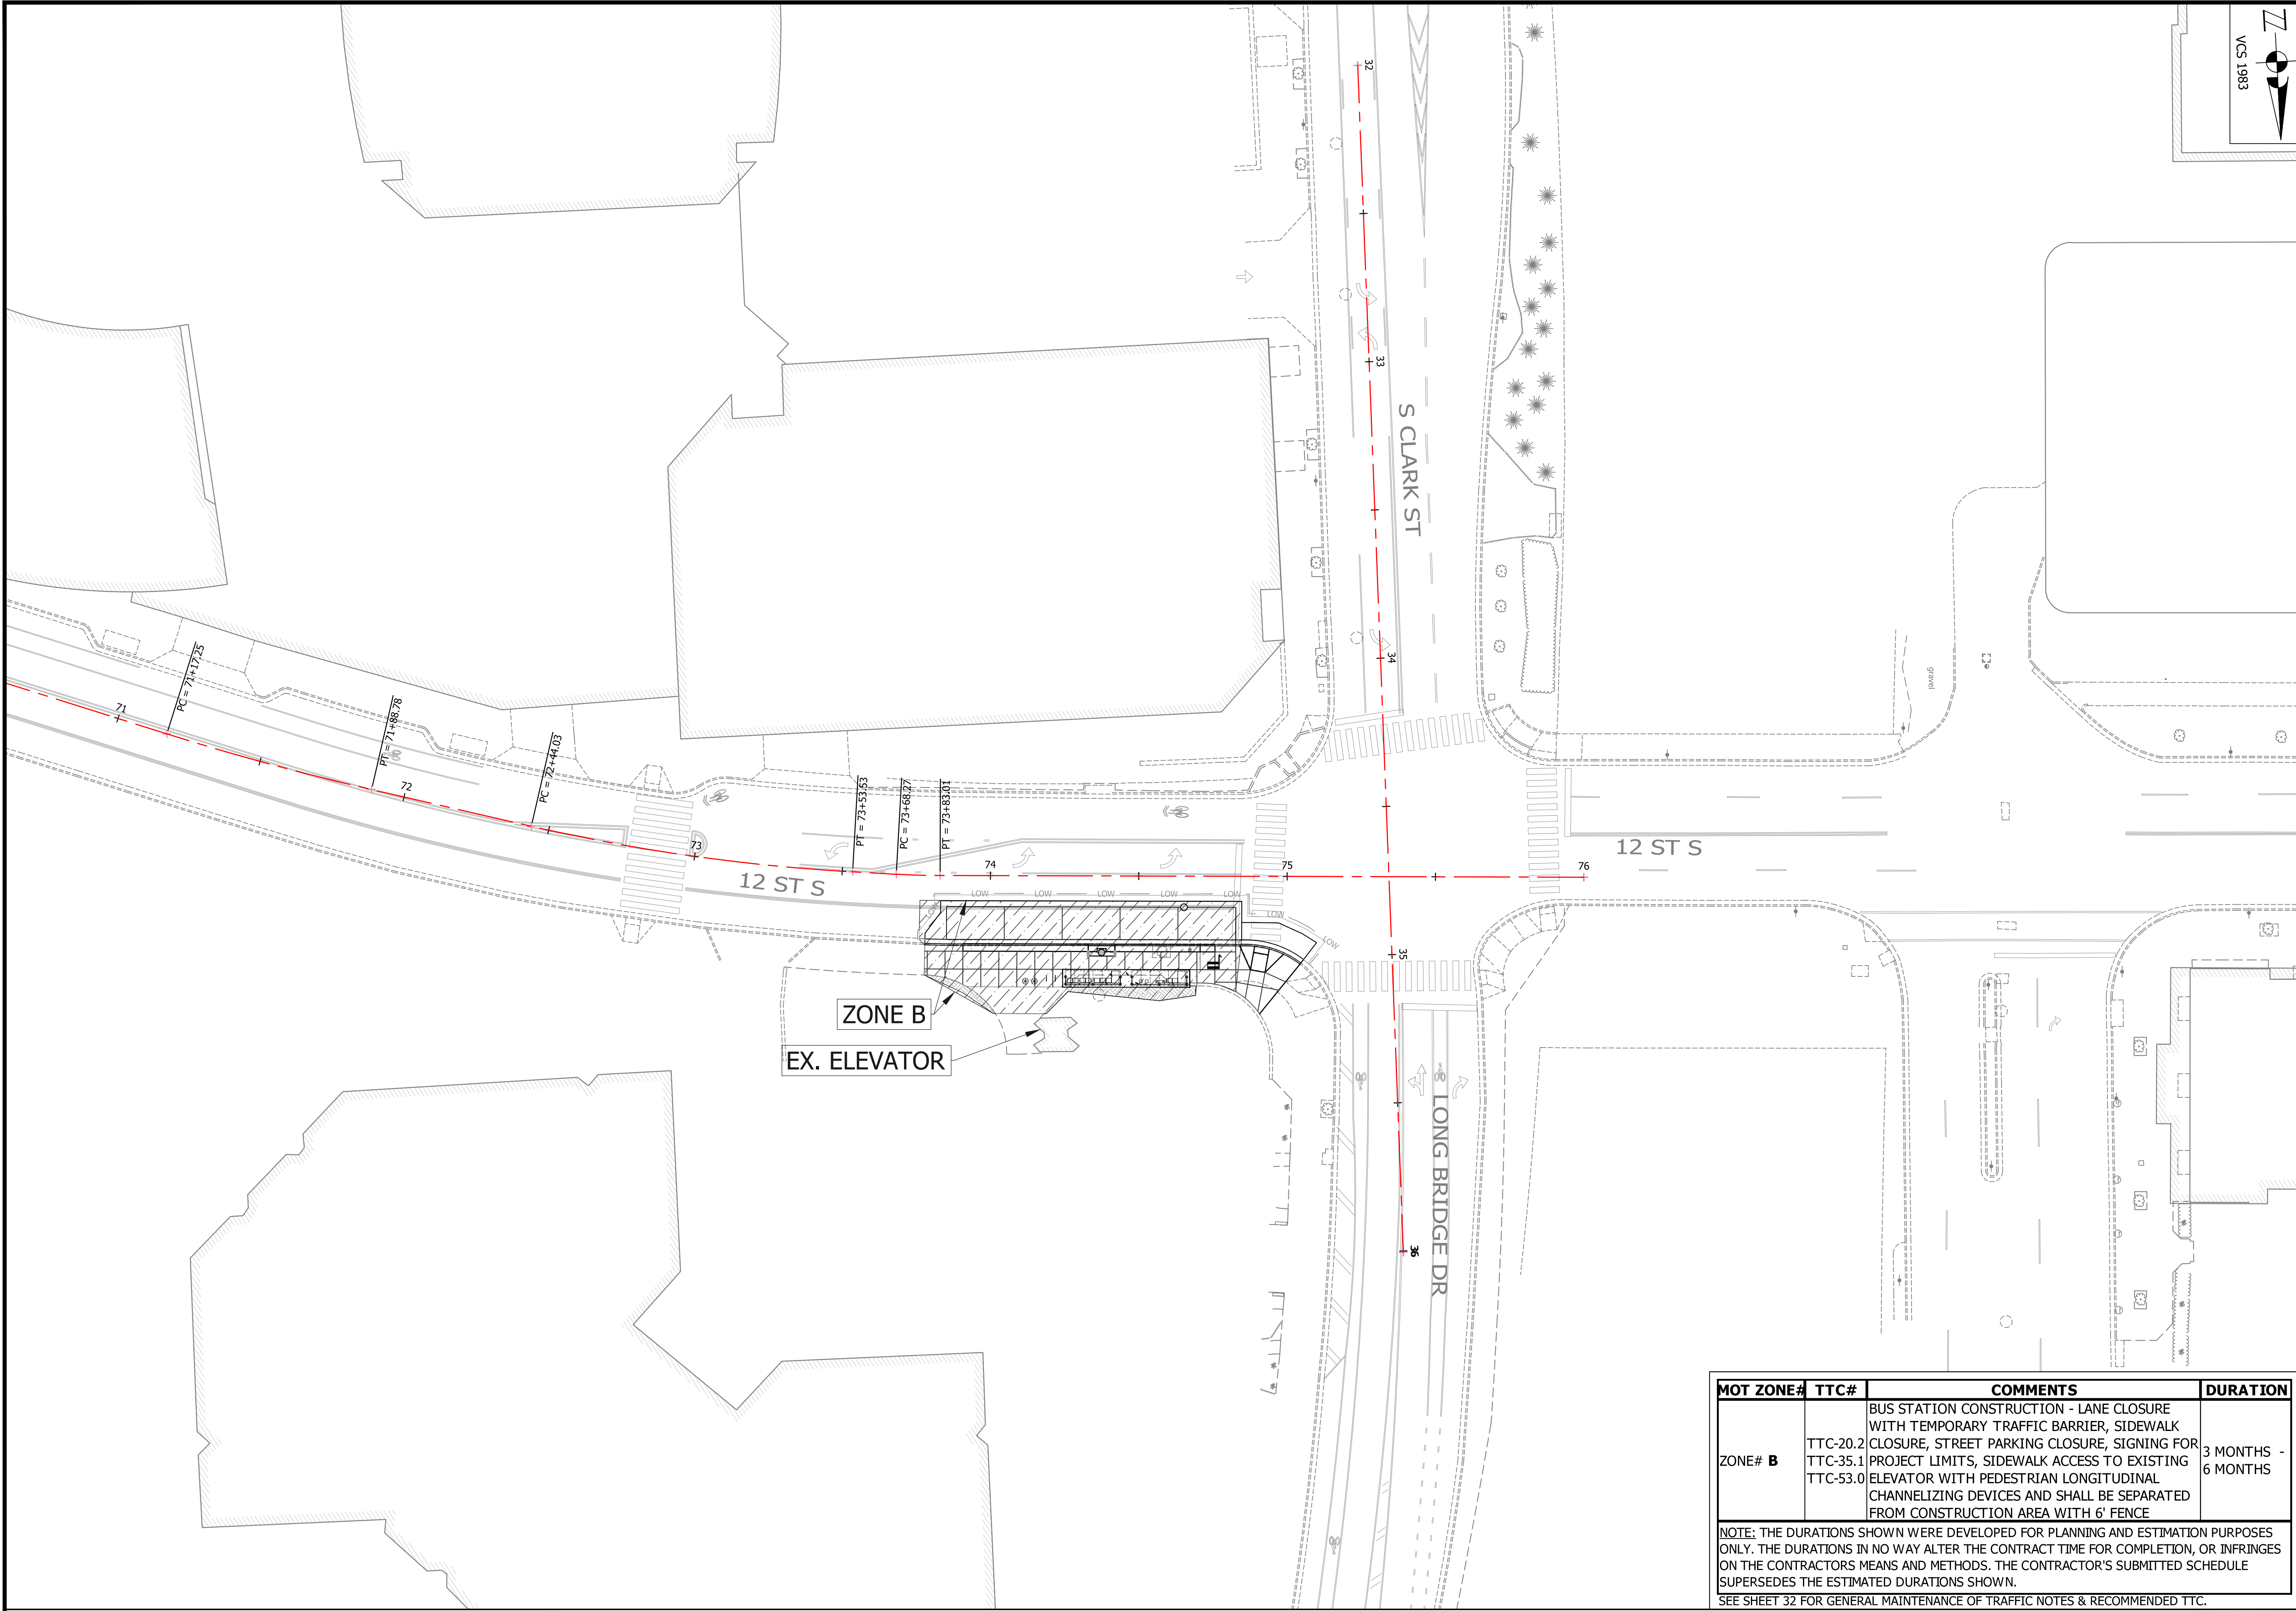 VCS 1983
32
33
S CLARK ST
34
gravel
PC = 71+17.25
71
PT = 71+88.78
72
PC = 72+44.03
73
PT = 73+53.53
PC = 73+68.27
PT = 73+83.01
74
75
76
12 ST S
12 ST S
LOW LOW LOW LOW LOW
LOW
LOW
LOW
35
ZONE B
EX. ELEVATOR
LONG BRIDGE DR
36
MOT ZONE# TTC# COMMENTS DURATION
ZONE# B
TTC-20.2
TTC-35.1
TTC-53.0
BUS STATION CONSTRUCTION - LANE CLOSURE
WITH TEMPORARY TRAFFIC BARRIER, SIDEWALK
CLOSURE, STREET PARKING CLOSURE, SIGNING FOR
PROJECT LIMITS, SIDEWALK ACCESS TO EXISTING
ELEVATOR WITH PEDESTRIAN LONGITUDINAL
CHANNELIZING DEVICES AND SHALL BE SEPARATED
FROM CONSTRUCTION AREA WITH 6' FENCE
3 MONTHS -
6 MONTHS
NOTE: THE DURATIONS SHOWN WERE DEVELOPED FOR PLANNING AND ESTIMATION PURPOSES
ONLY. THE DURATIONS IN NO WAY ALTER THE CONTRACT TIME FOR COMPLETION, OR INFRINGES
ON THE CONTRACTORS MEANS AND METHODS. THE CONTRACTOR'S SUBMITTED SCHEDULE
SUPERSEDES THE ESTIMATED DURATIONS SHOWN.
SEE SHEET 32 FOR GENERAL MAINTENANCE OF TRAFFIC NOTES & RECOMMENDED TTC.